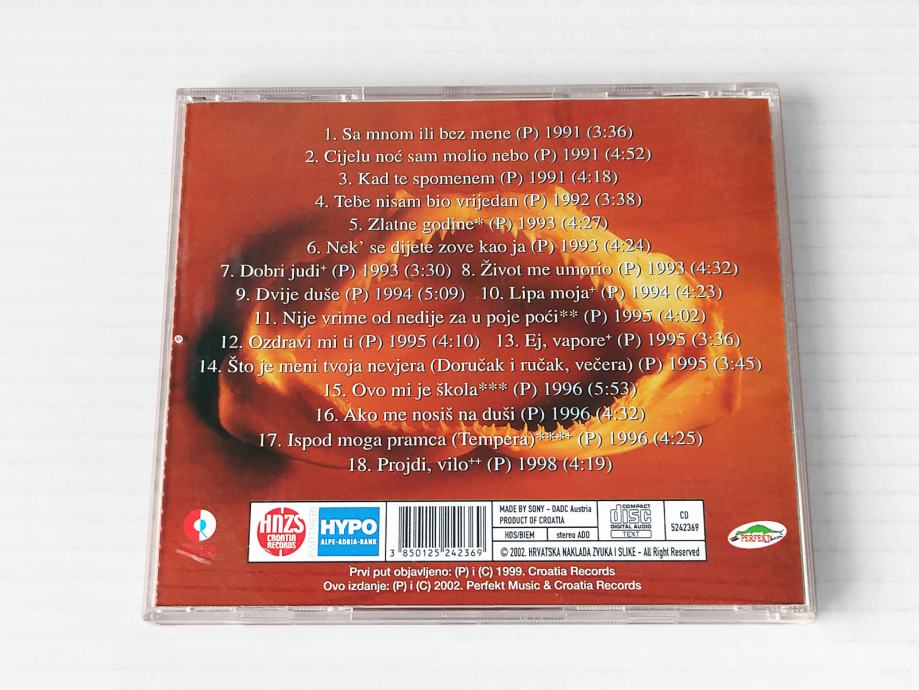 1. Sa mnom ili bez mene (P) 1991 (3:36)
2. Cijelu noć sam molio nebo (P) 1991 (4:52)
3. Kad te spomenem (P) 1991 (4:18)
4. Tebe nisam bio vrijedan (P) 1992 (3:38)
5. Zlatne godine* (P) 1993 (4:27)
6. Nek' se dijete zove kao ja (P) 1993 (4:24)
7. Dobri judi⁺ (P) 1993 (3:30) 8. Život me umorio (P) 1993 (4:32)
9. Dvije duše (P) 1994 (5:09) 10. Lipa moja⁺ (P) 1994 (4:23)
11. Nije vrime od nedije za u poje poći** (P) 1995 (4:02)
12. Ozdravi mi ti (P) 1995 (4:10) 13. Ej, vapore⁺ (P) 1995 (3:36)
14. Što je meni tvoja nevjera (Doručak i ručak, večera) (P) 1995 (3:45)
15. Ovo mi je škola*** (P) 1996 (5:53)
16. Ako me nosiš na duši (P) 1996 (4:32)
17. Ispod moga pramca (Tempera)***⁺ (P) 1996 (4:25)
18. Projdi, vilo⁺⁺ (P) 1998 (4:19)
HNZS
CROATIA
RECORDS
PARTNER
HYPO
ALPE-ADRIA-BANK
3 850125 242369
MADE BY SONY - DADC Austria
PRODUCT OF CROATIA
HDS/BIEM
stereo ADD
COMPACT
disc
DIGITAL AUDIO
TEXT
CD
5242369
© 2002. HRVATSKA NAKLADA ZVUKA I SLIKE - All Right Reserved
PERFEKT
Prvi put objavljeno: (P) i (C) 1999. Croatia Records
Ovo izdanje: (P) i (C) 2002. Perfekt Music & Croatia Records